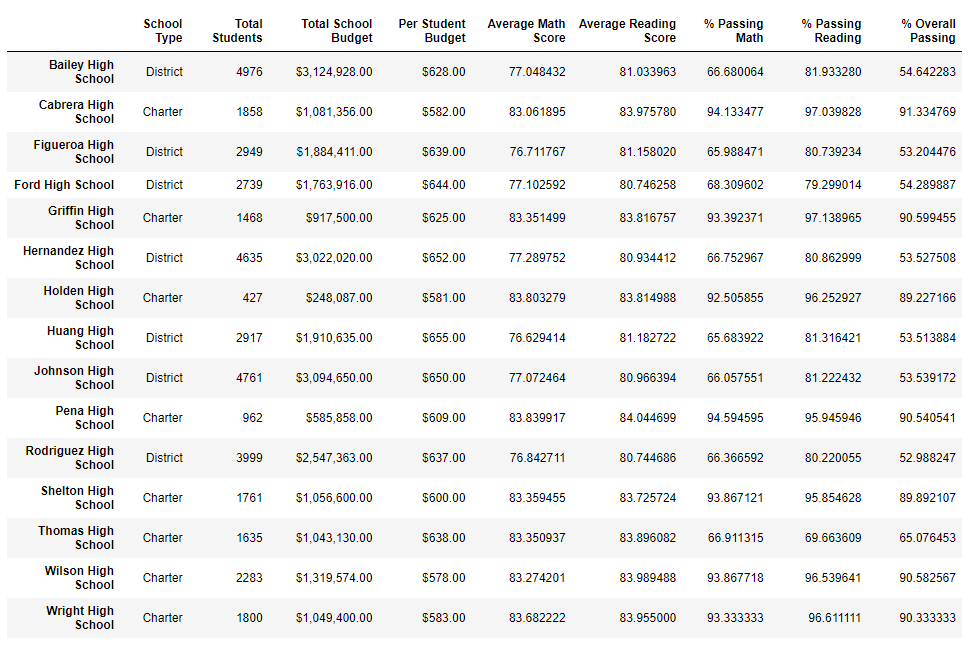 School Type Total Students Total School Budget Per Student Budget Average Math Score Average Reading Score % Passing Math % Passing Reading % Overall Passing
Bailey High School District 4976 $3,124,928.00 $628.00 77.048432 81.033963 66.680064 81.933280 54.642283
Cabrera High School Charter 1858 $1,081,356.00 $582.00 83.061895 83.975780 94.133477 97.039828 91.334769
Figueroa High School District 2949 $1,884,411.00 $639.00 76.711767 81.158020 65.988471 80.739234 53.204476
Ford High School District 2739 $1,763,916.00 $644.00 77.102592 80.746258 68.309602 79.299014 54.289887
Griffin High School Charter 1468 $917,500.00 $625.00 83.351499 83.816757 93.392371 97.138965 90.599455
Hernandez High School District 4635 $3,022,020.00 $652.00 77.289752 80.934412 66.752967 80.862999 53.527508
Holden High School Charter 427 $248,087.00 $581.00 83.803279 83.814988 92.505855 96.252927 89.227166
Huang High School District 2917 $1,910,635.00 $655.00 76.629414 81.182722 65.683922 81.316421 53.513884
Johnson High School District 4761 $3,094,650.00 $650.00 77.072464 80.966394 66.057551 81.222432 53.539172
Pena High School Charter 962 $585,858.00 $609.00 83.839917 84.044699 94.594595 95.945946 90.540541
Rodriguez High School District 3999 $2,547,363.00 $637.00 76.842711 80.744686 66.366592 80.220055 52.988247
Shelton High School Charter 1761 $1,056,600.00 $600.00 83.359455 83.725724 93.867121 95.854628 89.892107
Thomas High School Charter 1635 $1,043,130.00 $638.00 83.350937 83.896082 66.911315 69.663609 65.076453
Wilson High School Charter 2283 $1,319,574.00 $578.00 83.274201 83.989488 93.867718 96.539641 90.582567
Wright High School Charter 1800 $1,049,400.00 $583.00 83.682222 83.955000 93.333333 96.611111 90.333333